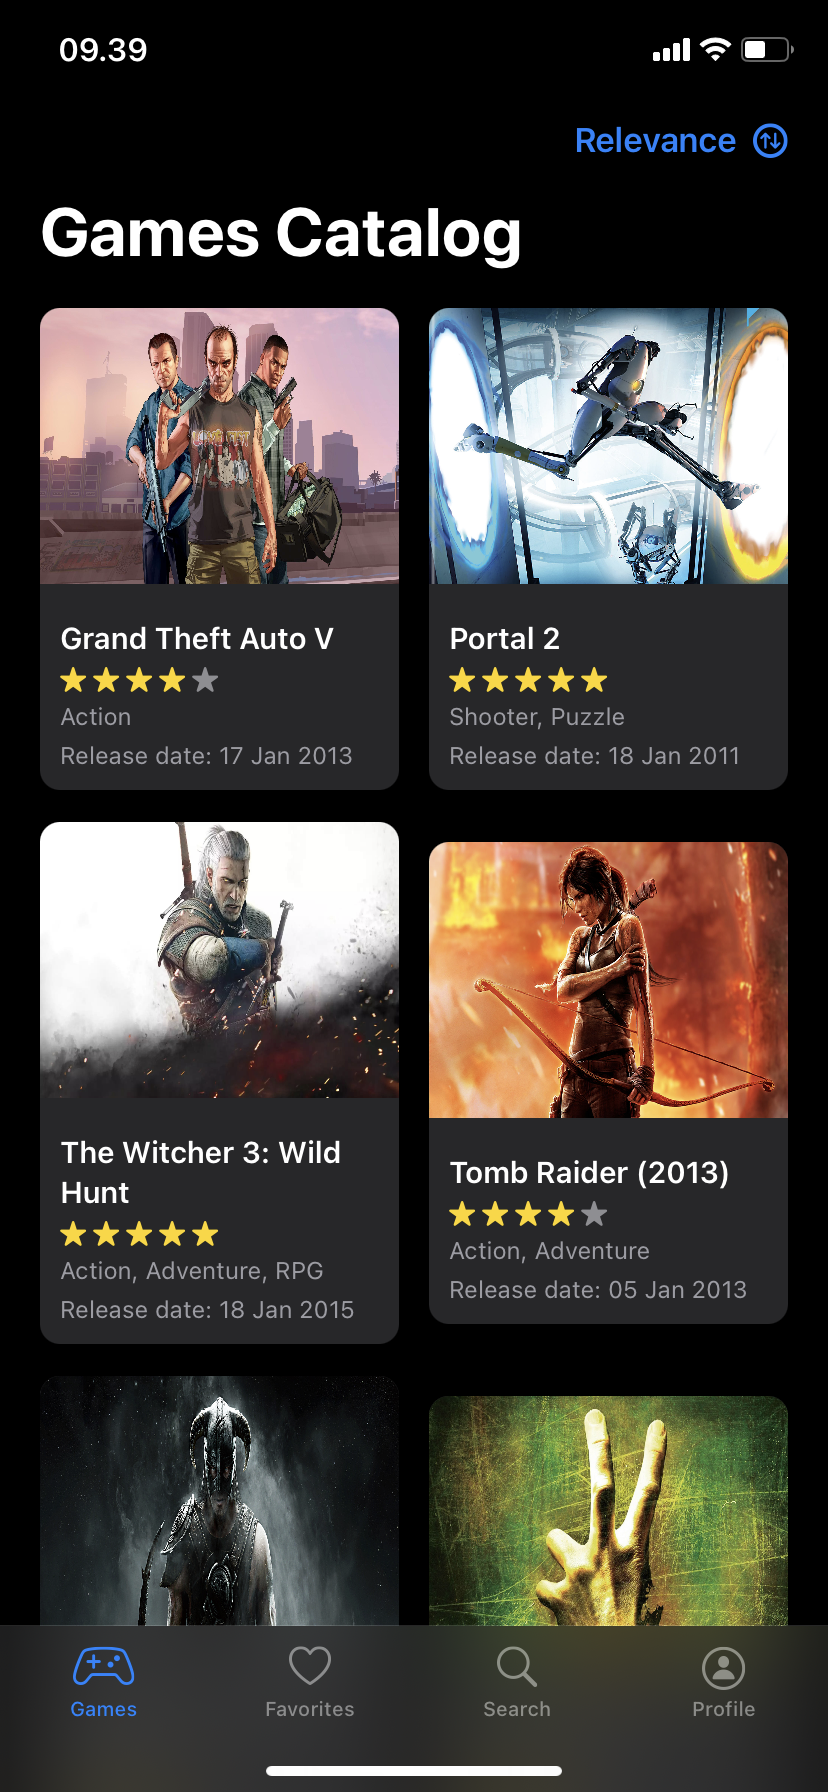 09.39
Relevance
Games Catalog
Grand Theft Auto V
Action
Release date: 17 Jan 2013
Portal 2
Shooter, Puzzle
Release date: 18 Jan 2011
The Witcher 3: Wild
Hunt
Action, Adventure, RPG
Release date: 18 Jan 2015
Tomb Raider (2013)
Action, Adventure
Release date: 05 Jan 2013
Games
Favorites
Search
Profile